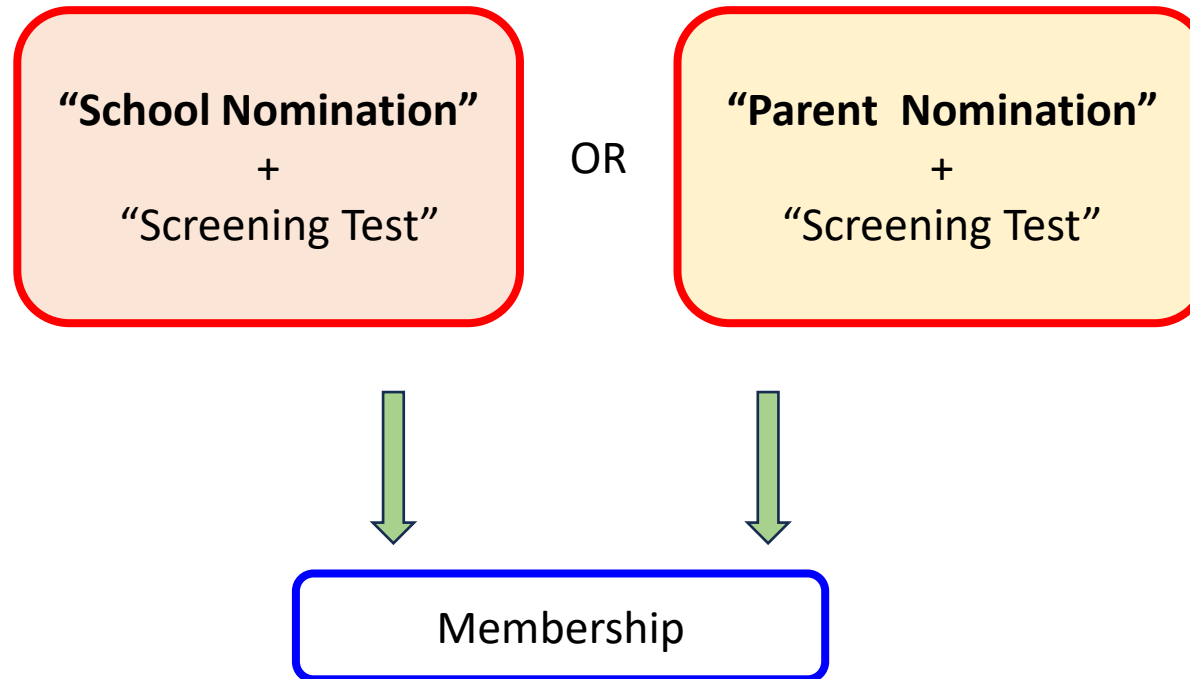 “School Nomination”
+
“Screening Test”
OR
“Parent  Nomination”
+
“Screening Test”
Membership